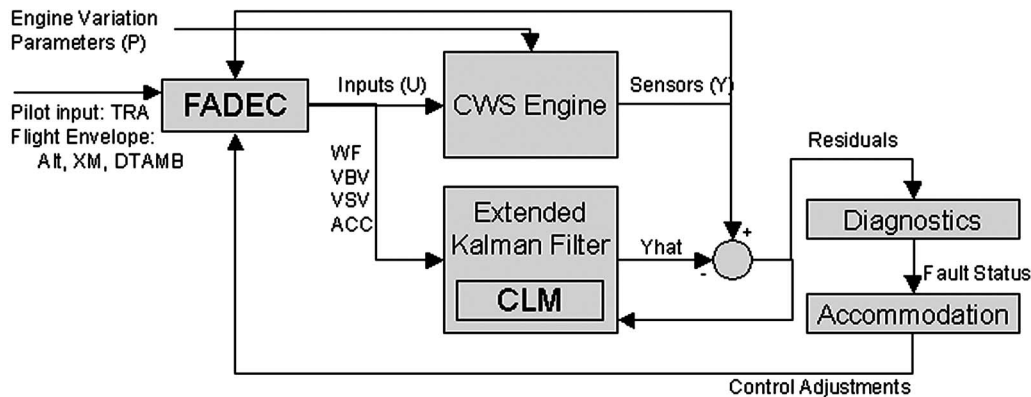 Engine Variation
Parameters (P)
Inputs (U)
Sensors (Y)
FADEC
CWS Engine
Pilot input: TRA
Flight Envelope:
Alt, XM, DTAMB
WF
VBV
VSV
ACC
Residuals
Extended
Kalman Filter
Yhat
+
-
Diagnostics
CLM
Fault Status
Accommodation
Control Adjustments